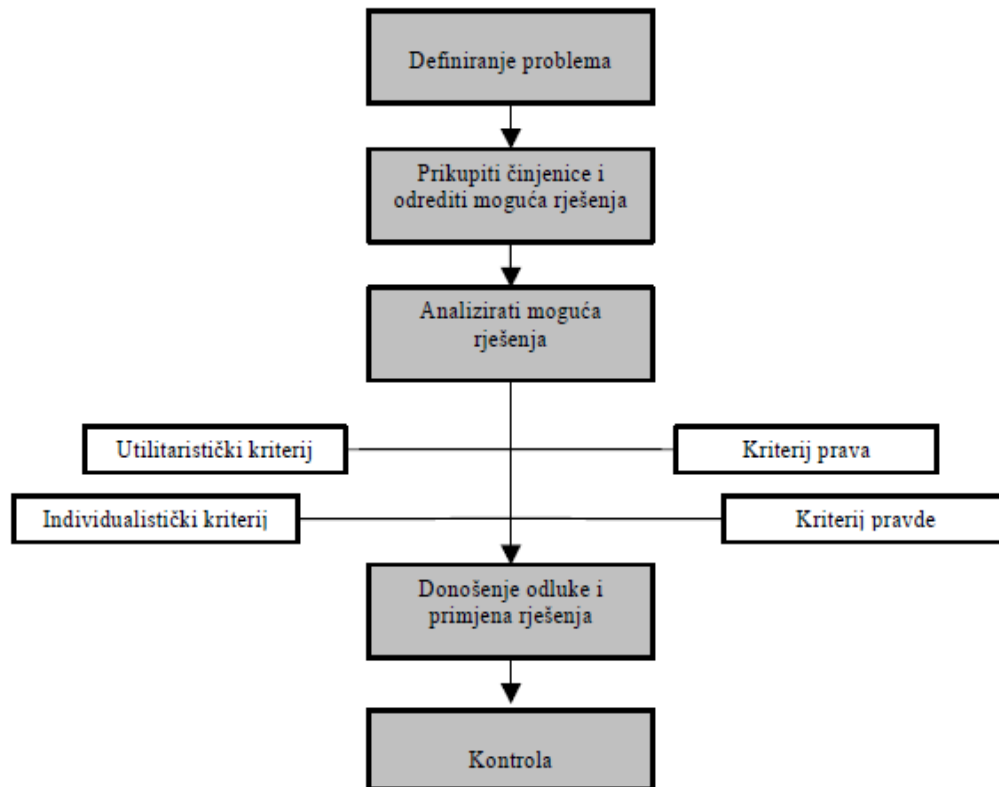 Definiranje problema
Prikupiti činjenice i
odrediti moguća rješenja
Analizirati moguća
rješenja
Utilitaristički kriterij
Kriterij prava
Individualistički kriterij
Kriterij pravde
Donošenje odluke i
primjena rješenja
Kontrola